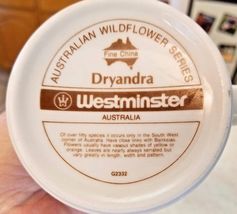 AUSTRALIAN WILDFLOWER SERIES
Fine China
Dryandra
Westminster
AUSTRALIA
Of over fifty species it occurs only in the South West
corner of Australia. Have close links with Banksias.
Flowers usually have various shades of yellow or
orange. Leaves are nearly always serrated but
vary greatly in length, width and pattern.
G2332